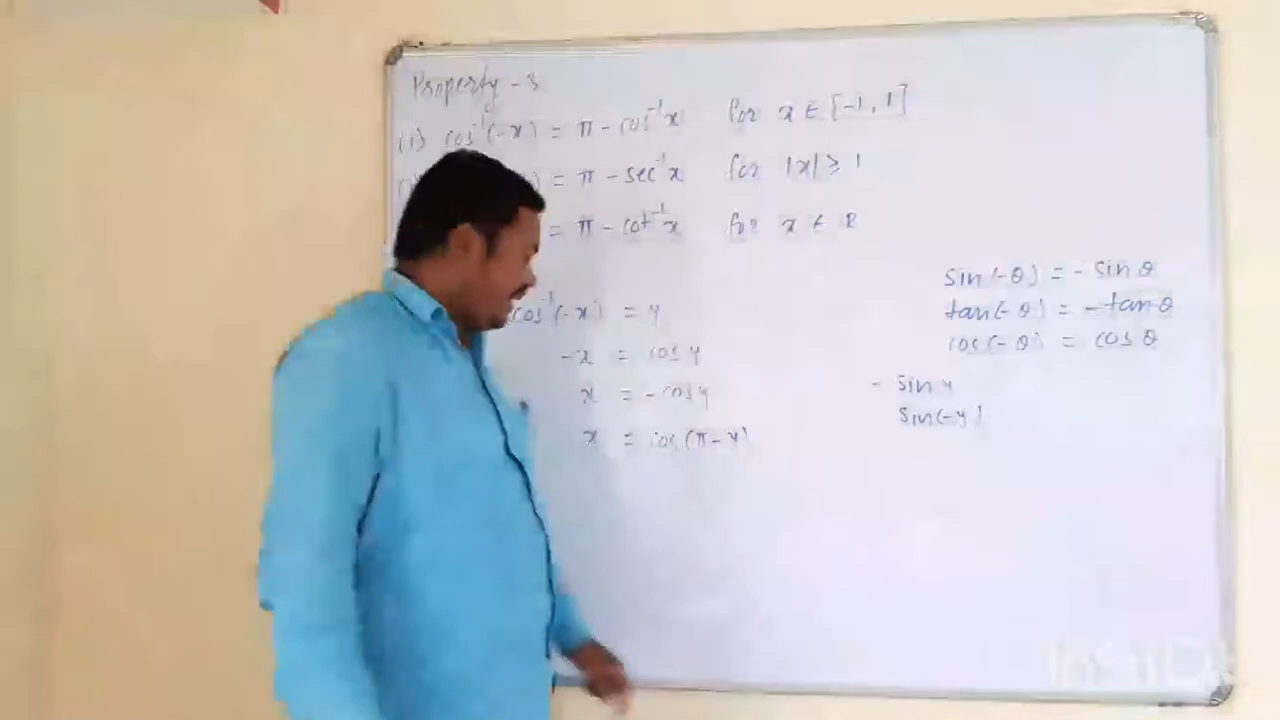 Property - 3
(i) cos⁻¹(-x) = π - cos⁻¹x for x ∈ [-1, 1]
) = π - sec⁻¹x for |x| ≥ 1
= π - cot⁻¹x for x ∈ R
cos⁻¹(-x) = y
-x = cos y
x = -cos y
x = cos(π - y)
sin(-θ) = - sin θ
tan(-θ) = - tan θ
cos(-θ) = cos θ
- sin y
sin(-y)